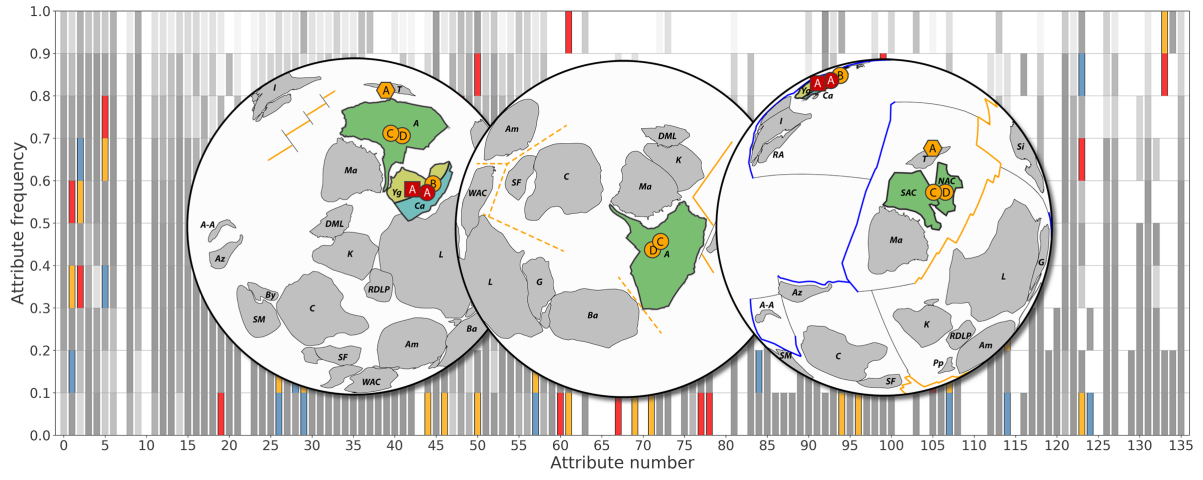 Attribute frequency
1.0
0.9
0.8
0.7
0.6
0.5
0.4
0.3
0.2
0.1
0.0
I
A T
A
C D
Ma
Yg A A B
Ca
A-A
DML
Az
K
L
By
RDLP
C
SM
Ba
SF
Am
WAC
Am
DML
K
SF
C
WAC
Ma
C
D A
L
G
Ba
Yg A A B
Ca
I
RA
A
T
Si
SAC
NAC
C D
Ma
G
Az
L
A-A
K
RDLP
Am
SM
C
Pp
SF
0 5 10 15 20 25 30 35 40 45 50 55 60 65 70 75 80 85 90 95 100 105 110 115 120 125 130 135
Attribute number